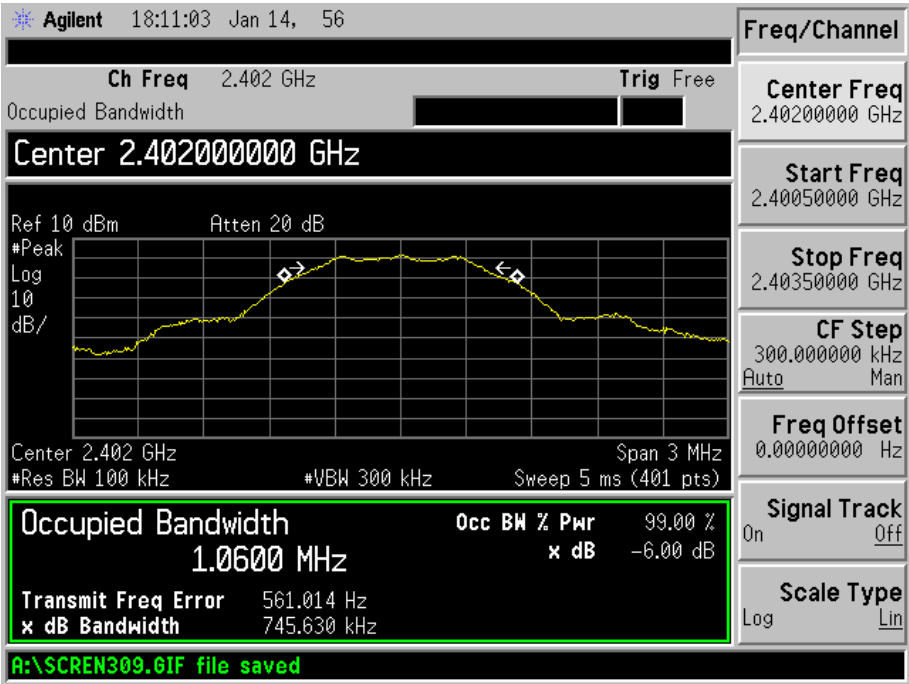 Agilent 18:11:03 Jan 14, 56
Ch Freq 2.402 GHz Trig Free
Occupied Bandwidth
Center 2.402000000 GHz
Ref 10 dBm Atten 20 dB
#Peak
Log
10
dB/
Center 2.402 GHz Span 3 MHz
#Res BW 100 kHz #VBW 300 kHz Sweep 5 ms (401 pts)
Occupied Bandwidth Occ BW % Pwr 99.00 %
1.0600 MHz x dB -6.00 dB
Transmit Freq Error 561.014 Hz
x dB Bandwidth 745.630 kHz
A:\SCREN309.GIF file saved
Freq/Channel
Center Freq
2.40200000 GHz
Start Freq
2.40050000 GHz
Stop Freq
2.40350000 GHz
CF Step
300.000000 kHz
Auto Man
Freq Offset
0.00000000 Hz
Signal Track
On Off
Scale Type
Log Lin